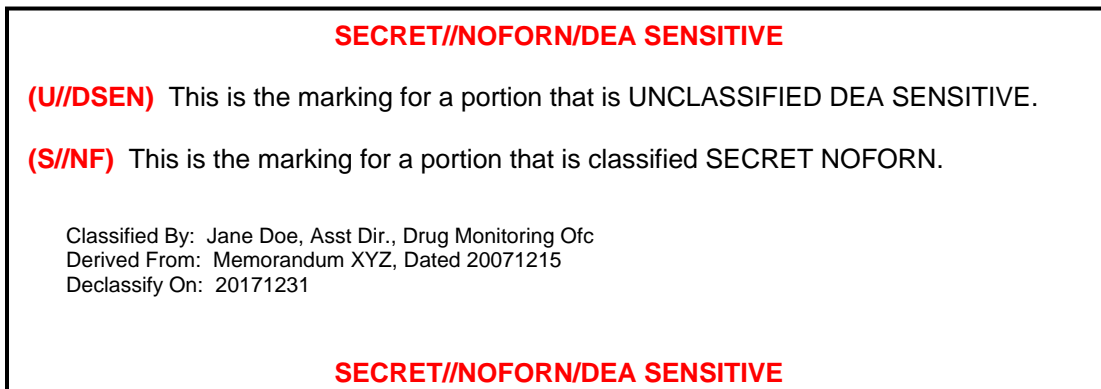 SECRET//NOFORN/DEA SENSITIVE
(U//DSEN) This is the marking for a portion that is UNCLASSIFIED DEA SENSITIVE.
(S//NF) This is the marking for a portion that is classified SECRET NOFORN.
Classified By: Jane Doe, Asst Dir., Drug Monitoring Ofc
Derived From: Memorandum XYZ, Dated 20071215
Declassify On: 20171231
SECRET//NOFORN/DEA SENSITIVE